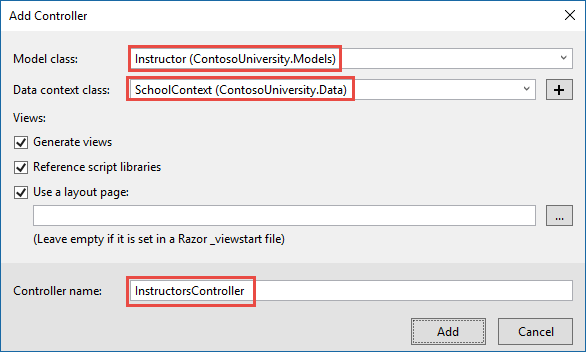 Add Controller
Model class: Instructor (ContosoUniversity.Models)
Data context class: SchoolContext (ContosoUniversity.Data) +
Views:
Generate views
Reference script libraries
Use a layout page:
...
(Leave empty if it is set in a Razor _viewstart file)
Controller name: InstructorsController
Add Cancel